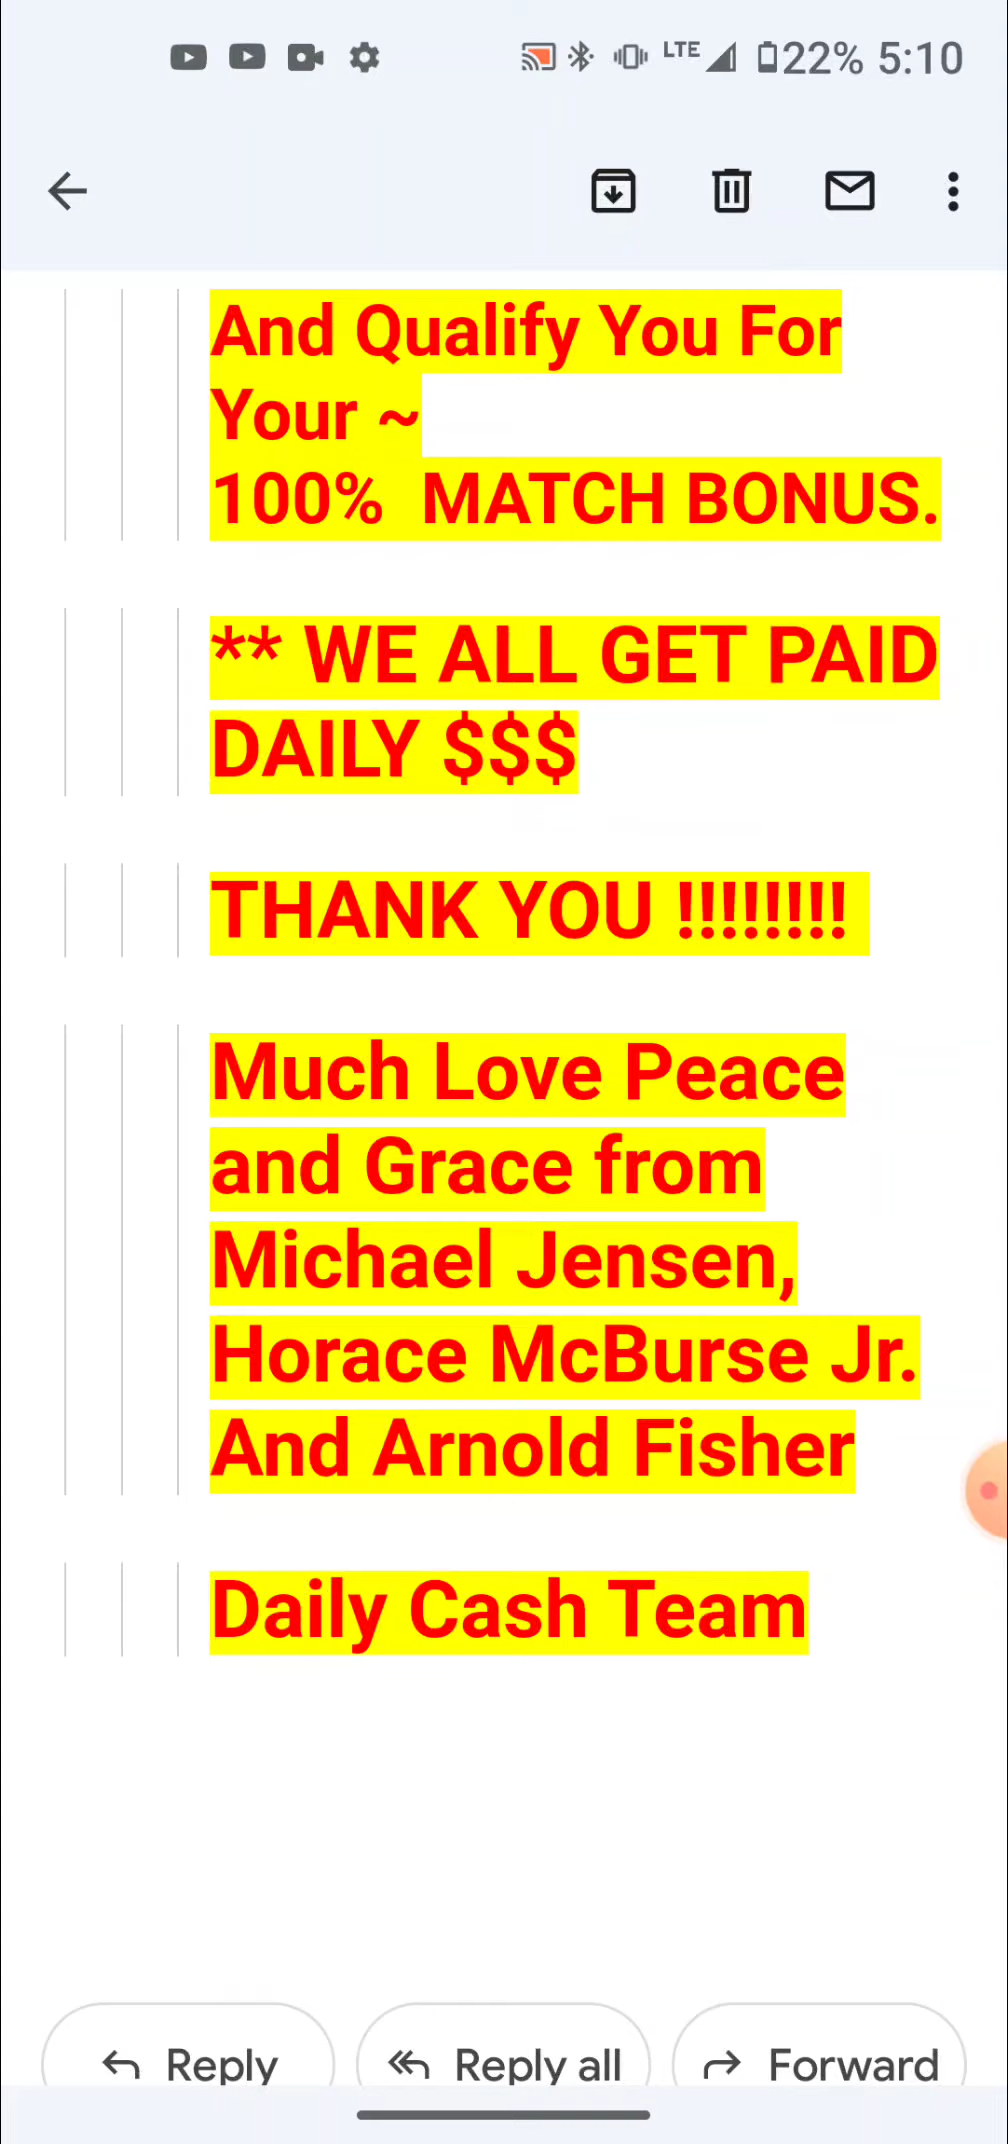 LTE 22% 5:10
And Qualify You For
Your ~
100% MATCH BONUS.
** WE ALL GET PAID
DAILY $$$
THANK YOU !!!!!!!!
Much Love Peace
and Grace from
Michael Jensen,
Horace McBurse Jr.
And Arnold Fisher
Daily Cash Team
Reply Reply all Forward